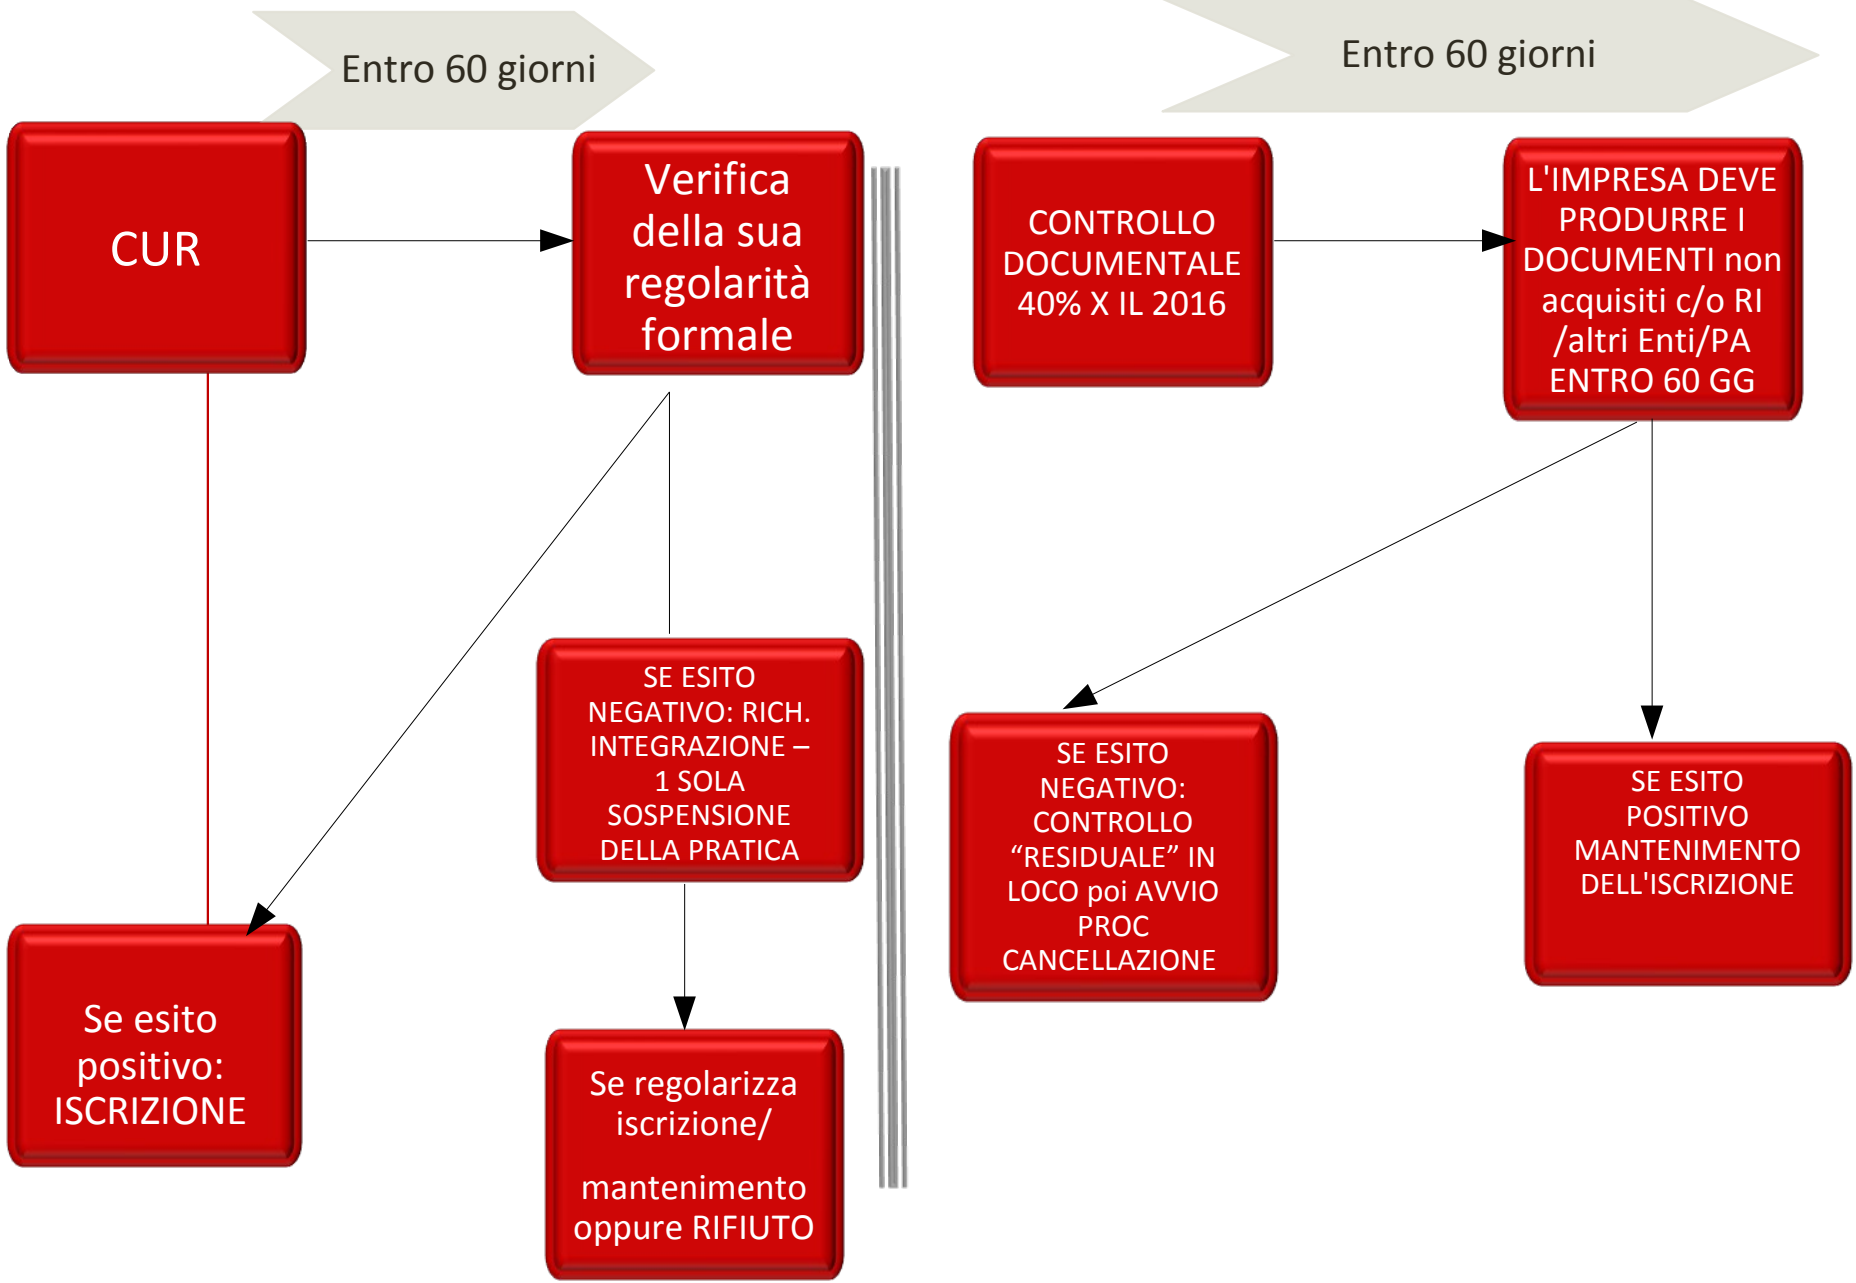 Entro 60 giorni
CUR
Verifica
della sua
regolarità
formale
SE ESITO
NEGATIVO: RICH.
INTEGRAZIONE –
1 SOLA
SOSPENSIONE
DELLA PRATICA
Se esito
positivo:
ISCRIZIONE
Se regolarizza
iscrizione/
mantenimento
oppure RIFIUTO
Entro 60 giorni
CONTROLLO
DOCUMENTALE
40% X IL 2016
L'IMPRESA DEVE
PRODURRE I
DOCUMENTI non
acquisiti c/o RI
/altri Enti/PA
ENTRO 60 GG
SE ESITO
NEGATIVO:
CONTROLLO
“RESIDUALE” IN
LOCO poi AVVIO
PROC
CANCELLAZIONE
SE ESITO
POSITIVO
MANTENIMENTO
DELL'ISCRIZIONE